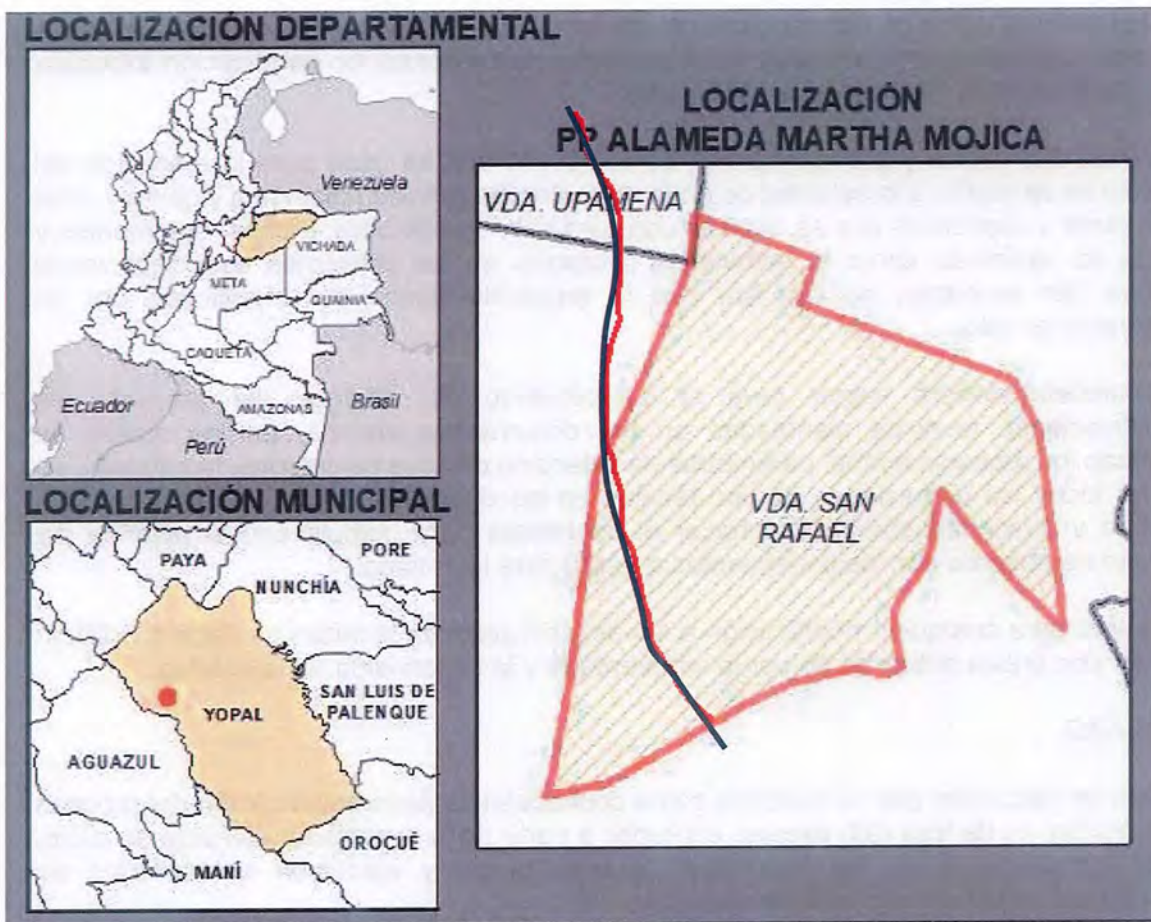 LOCALIZACIÓN DEPARTAMENTAL
Venezuela
VICHADA
META
GUAINIA
CAQUETA
Ecuador
AMAZONAS
Brasil
Perú
LOCALIZACIÓN MUNICIPAL
PAYA
PORE
NUNCHÍA
SAN LUIS DE
PALENQUE
YOPAL
AGUAZUL
OROCUÉ
MANÍ
LOCALIZACIÓN
PP ALAMEDA MARTHA MOJICA
VDA. UPAMENA
VDA. SAN
RAFAEL